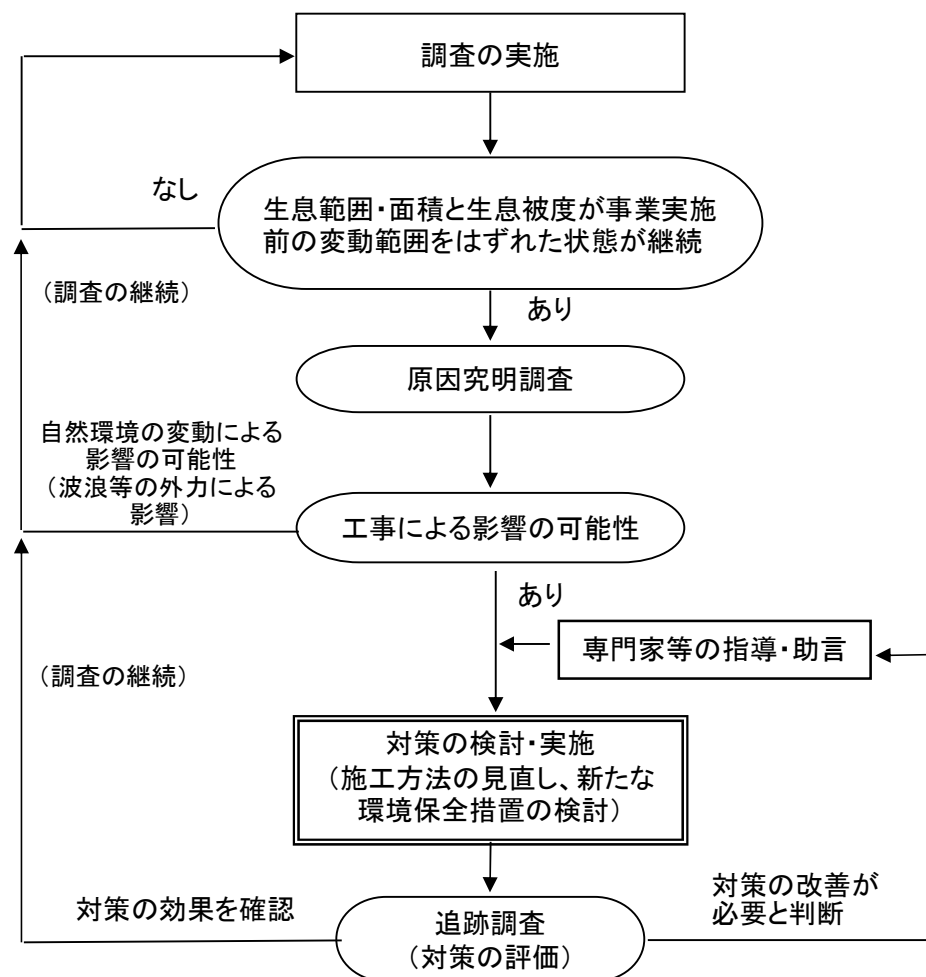 調査の実施
なし
生息範囲・面積と生息被度が事業実施
前の変動範囲をはずれた状態が継続
（調査の継続）
あり
原因究明調査
自然環境の変動による
影響の可能性
（波浪等の外力による
影響）
工事による影響の可能性
あり
専門家等の指導・助言
（調査の継続）
対策の検討・実施
（施工方法の見直し、新たな
環境保全措置の検討）
対策の効果を確認
追跡調査
（対策の評価）
対策の改善が
必要と判断